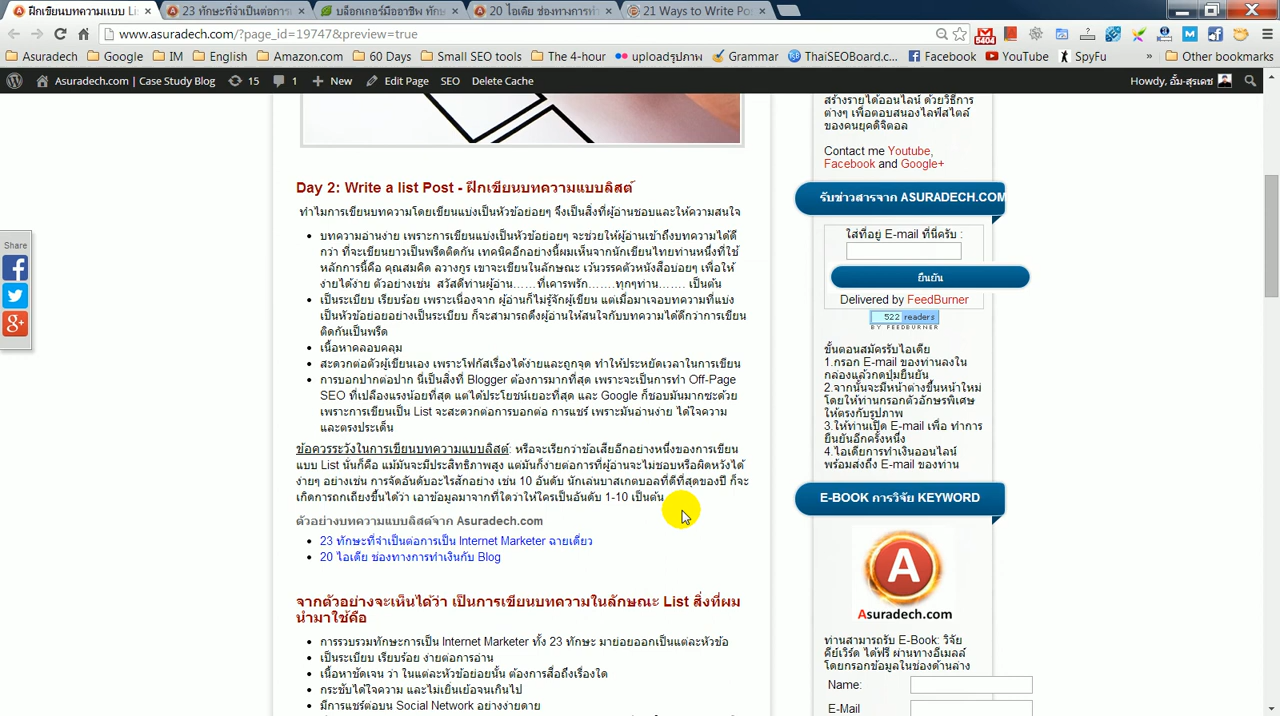 ฝึกเขียนบทความแบบ Li
23 ทักษะที่จำเป็นต่อการ
บล็อกเกอร์มืออาชีพ ทักษ
20 ไอเดีย ช่องทางการทำ
21 Ways to Write Po
www.asuradech.com/?page_id=19747&preview=true
5404
Asuradech
Google
IM
English
Amazon.com
60 Days
Small SEO tools
The 4-hour
uploadรูปภาพ
Grammar
ThaiSEOBoard.c...
Facebook
YouTube
SpyFu
»
Other bookmarks
Asuradech.com | Case Study Blog
15
1
New
Edit Page
SEO
Delete Cache
Howdy, อั้ม-สุรเดช
Share
Day 2: Write a list Post - ฝึกเขียนบทความแบบลิสต์
ทำไมการเขียนบทความโดยเขียนแบ่งเป็นหัวข้อย่อยๆ จึงเป็นสิ่งที่ผู้อ่านชอบและให้ความสนใจ
บทความอ่านง่าย เพราะการเขียนแบ่งเป็นหัวข้อย่อยๆ จะช่วยให้ผู้อ่านเข้าถึงบทความได้ดี
กว่า ที่จะเขียนยาวเป็นพรืดติดกัน เทคนิคอีกอย่างนี้ผมเห็นจากนักเขียนไทยท่านหนึ่งที่ใช้
หลักการนี้คือ คุณสมคิด ลวางกูร เขาจะเขียนในลักษณะ เว้นวรรคตัวหนังสือบ่อยๆ เพื่อให้
ง่ายได้ง่าย ตัวอย่างเช่น สวัสดีท่านผู้อ่าน……ที่เคารพรัก…….ทุกๆท่าน……. เป็นต้น
เป็นระเบียบ เรียบร้อย เพราะเนื่องจาก ผู้อ่านก็ไม่รู้จักผู้เขียน แต่เมื่อมาเจอบทความที่แบ่ง
เป็นหัวข้อย่อยอย่างเป็นระเบียบ ก็จะสามารถดึงผู้อ่านให้สนใจกับบทความได้ดีกว่าการเขียน
ติดกันเป็นพรืด
เนื้อหาคลอบคลุม
สะดวกต่อตัวผู้เขียนเอง เพราะโฟกัสเรื่องได้ง่ายและถูกจุด ทำให้ประหยัดเวลาในการเขียน
การบอกปากต่อปาก นี่เป็นสิ่งที่ Blogger ต้องการมากที่สุด เพราะจะเป็นการทำ Off-Page
SEO ที่เปลืองแรงน้อยที่สุด แต่ได้ประโยชน์เยอะที่สุด และ Google ก็ชอบมันมากซะด้วย
เพราะการเขียนเป็น List จะสะดวกต่อการบอกต่อ การแชร์ เพราะมันอ่านง่าย ได้ใจความ
และตรงประเด็น
ข้อควรระวังในการเขียนบทความแบบลิสต์: หรือจะเรียกว่าข้อเสียอีกอย่างหนึ่งของการเขียน
แบบ List นั่นก็คือ แม้มันจะมีประสิทธิภาพสูง แต่มันก็ง่ายต่อการที่ผู้อ่านจะไม่ชอบหรือผิดหวังได้
ง่ายๆ อย่างเช่น การจัดอันดับอะไรสักอย่าง เช่น 10 อันดับ นักเล่นบาสเกตบอลที่ดีที่สุดของปี ก็จะ
เกิดการถกเถียงขึ้นได้ว่า เอาข้อมูลมาจากที่ใดว่าให้ใครเป็นอันดับ 1-10 เป็นต้น
ตัวอย่างบทความแบบลิสต์จาก Asuradech.com
23 ทักษะที่จำเป็นต่อการเป็น Internet Marketer ฉายเดี่ยว
20 ไอเดีย ช่องทางการทำเงินกับ Blog
จากตัวอย่างจะเห็นได้ว่า เป็นการเขียนบทความในลักษณะ List สิ่งที่ผม
นำมาใช้คือ
การรวบรวมทักษะการเป็น Internet Marketer ทั้ง 23 ทักษะ มาย่อยออกเป็นแต่ละหัวข้อ
เป็นระเบียบ เรียบร้อย ง่ายต่อการอ่าน
เนื้อหาชัดเจน ว่า ในแต่ละหัวข้อย่อยนั้น ต้องการสื่อถึงเรื่องใด
กระชับได้ใจความ และไม่เยิ่นเย้อจนเกินไป
มีการแชร์ต่อบน Social Network อย่างง่ายดาย
สร้างรายได้ออนไลน์ ด้วยวิธีการ
ต่างๆ เพื่อตอบสนองไลฟ์สไตล์
ของคนยุคดิจิตอล
Contact me Youtube,
Facebook and Google+
รับข่าวสารจาก ASURADECH.COM
ใส่ที่อยู่ E-mail ที่นี่ครับ :
ยืนยัน
Delivered by FeedBurner
522 readers
BY FEEDBURNER
ขั้นตอนสมัครรับไอเดีย
1.กรอก E-mail ของท่านลงใน
กล่องแล้วกดปุ่มยืนยัน
2.จากนั้นจะมีหน้าต่างขึ้นหน้าใหม่
โดยให้ท่านกรอกตัวอักษรพิเศษ
ให้ตรงกับรูปภาพ
3.ให้ท่านเปิด E-mail เพื่อ ทำการ
ยืนยันอีกครั้งหนึ่ง
4.ไอเดียการทำเงินออนไลน์
พร้อมส่งถึง E-mail ของท่าน
E-BOOK การวิจัย KEYWORD
A
Asuradech.com
ท่านสามารถรับ E-Book: วิจัย
คีย์เวิร์ด ได้ฟรี ผ่านทางอีเมลล์
โดยกรอกข้อมูลในช่องด้านล่าง
Name:
E-Mail